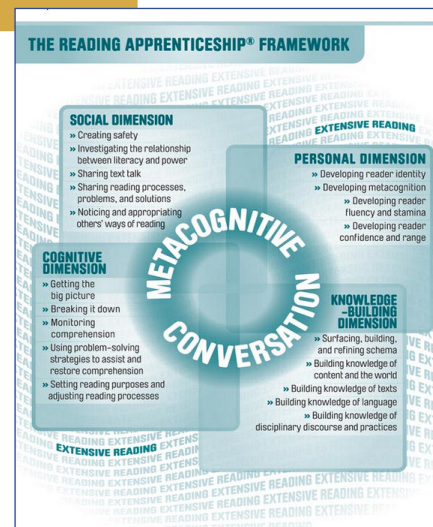 THE READING APPRENTICESHIP® FRAMEWORK
EXTENSIVE READING
SOCIAL DIMENSION
» Creating safety
» Investigating the relationship
between literacy and power
» Sharing text talk
» Sharing reading processes,
problems, and solutions
» Noticing and appropriating
others' ways of reading
PERSONAL DIMENSION
» Developing reader identity
» Developing metacognition
» Developing reader
fluency and stamina
» Developing reader
confidence and range
METACOGNITIVE
CONVERSATION
COGNITIVE
DIMENSION
» Getting the
big picture
» Breaking it down
» Monitoring
comprehension
» Using problem-solving
strategies to assist and
restore comprehension
» Setting reading purposes and
adjusting reading processes
KNOWLEDGE
-BUILDING
DIMENSION
» Surfacing, building,
and refining schema
» Building knowledge of
content and the world
» Building knowledge of texts
» Building knowledge of language
» Building knowledge of
disciplinary discourse and practices
EXTENSIVE READING